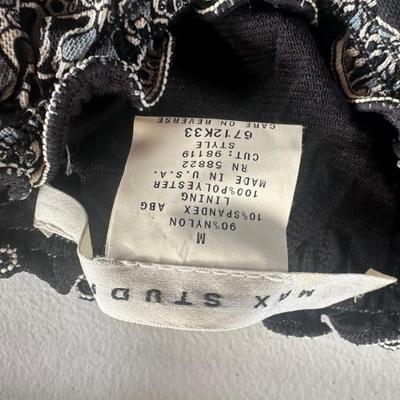 MAX STUD
M
90%NYLON
10%SPANDEX ABG
LINING
100%POLYESTER
MADE IN U.S.A.
RN 58822
CUT: 98119
STYLE
6712K33
CARE ON REVERSE